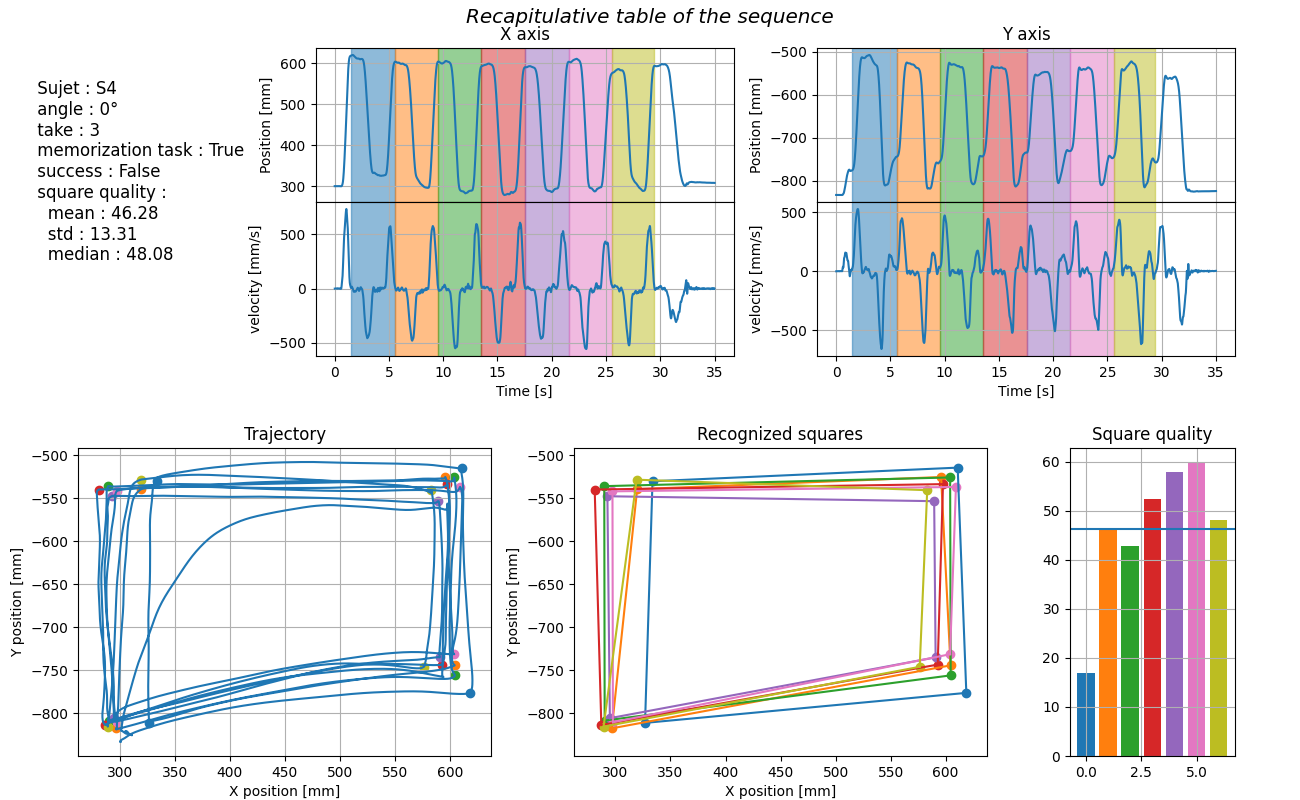 Recapitulative table of the sequence
X axis
Y axis
Sujet : S4
angle : 0°
take : 3
memorization task : True
success : False
square quality :
mean : 46.28
std : 13.31
median : 48.08
Position [mm]
600
500
400
300
velocity [mm/s]
500
0
−500
0 5 10 15 20 25 30 35
Time [s]
Position [mm]
−500
−600
−700
−800
velocity [mm/s]
500
0
−500
0 5 10 15 20 25 30 35
Time [s]
Trajectory
Y position [mm]
−500
−550
−600
−650
−700
−750
−800
300 350 400 450 500 550 600
X position [mm]
Recognized squares
Y position [mm]
−500
−550
−600
−650
−700
−750
−800
300 350 400 450 500 550 600
X position [mm]
Square quality
60
50
40
30
20
10
0
0.0 2.5 5.0